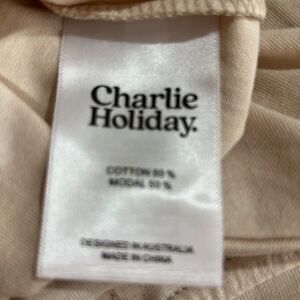 Charlie
Holiday.
COTTON 50 %
MODAL 50 %
DESIGNED IN AUSTRALIA
MADE IN CHINA